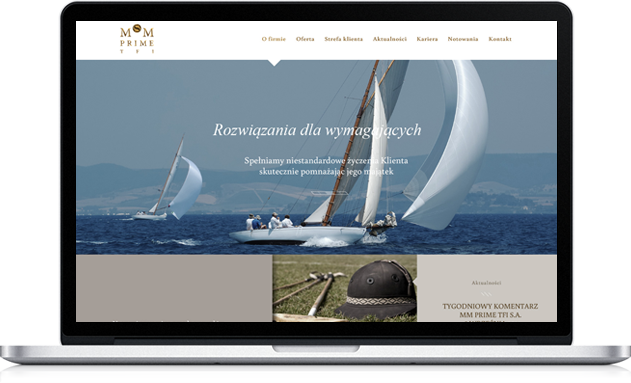 M M
PRIME
T F I
O firmie Oferta Strefa klienta Aktualności Kariera Notowania Kontakt
Rozwiązania dla wymagających
Spełniamy niestandardowe życzenia Klienta
skutecznie pomnażając jego majątek
Aktualności
TYGODNIOWY KOMENTARZ
MM PRIME TFI S.A.